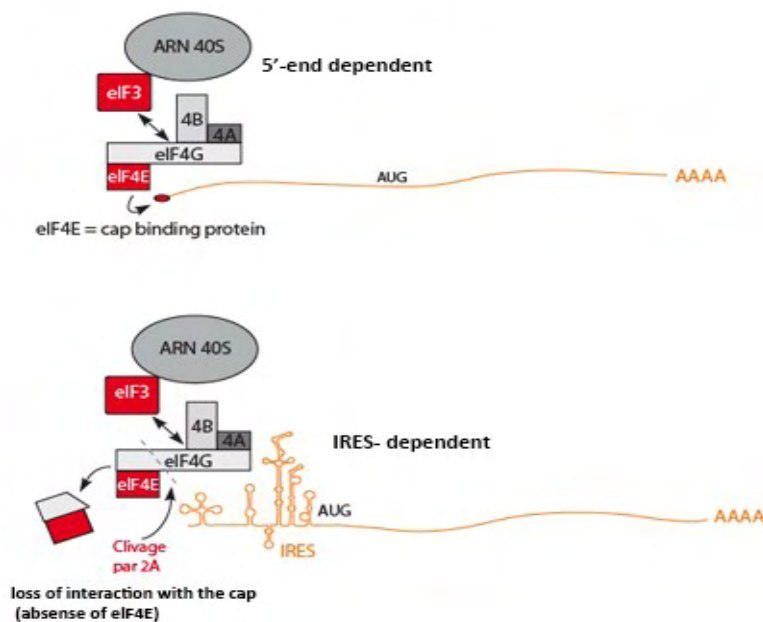 ARN 40S
5'-end dependent
eIF3
4B
4A
eIF4G
eIF4E
AUG
AAAA
eIF4E = cap binding protein
ARN 40S
eIF3
4B
4A
IRES- dependent
eIF4G
eIF4E
AUG
AAAA
IRES
Clivage
par 2A
loss of interaction with the cap
(absense of eIF4E)